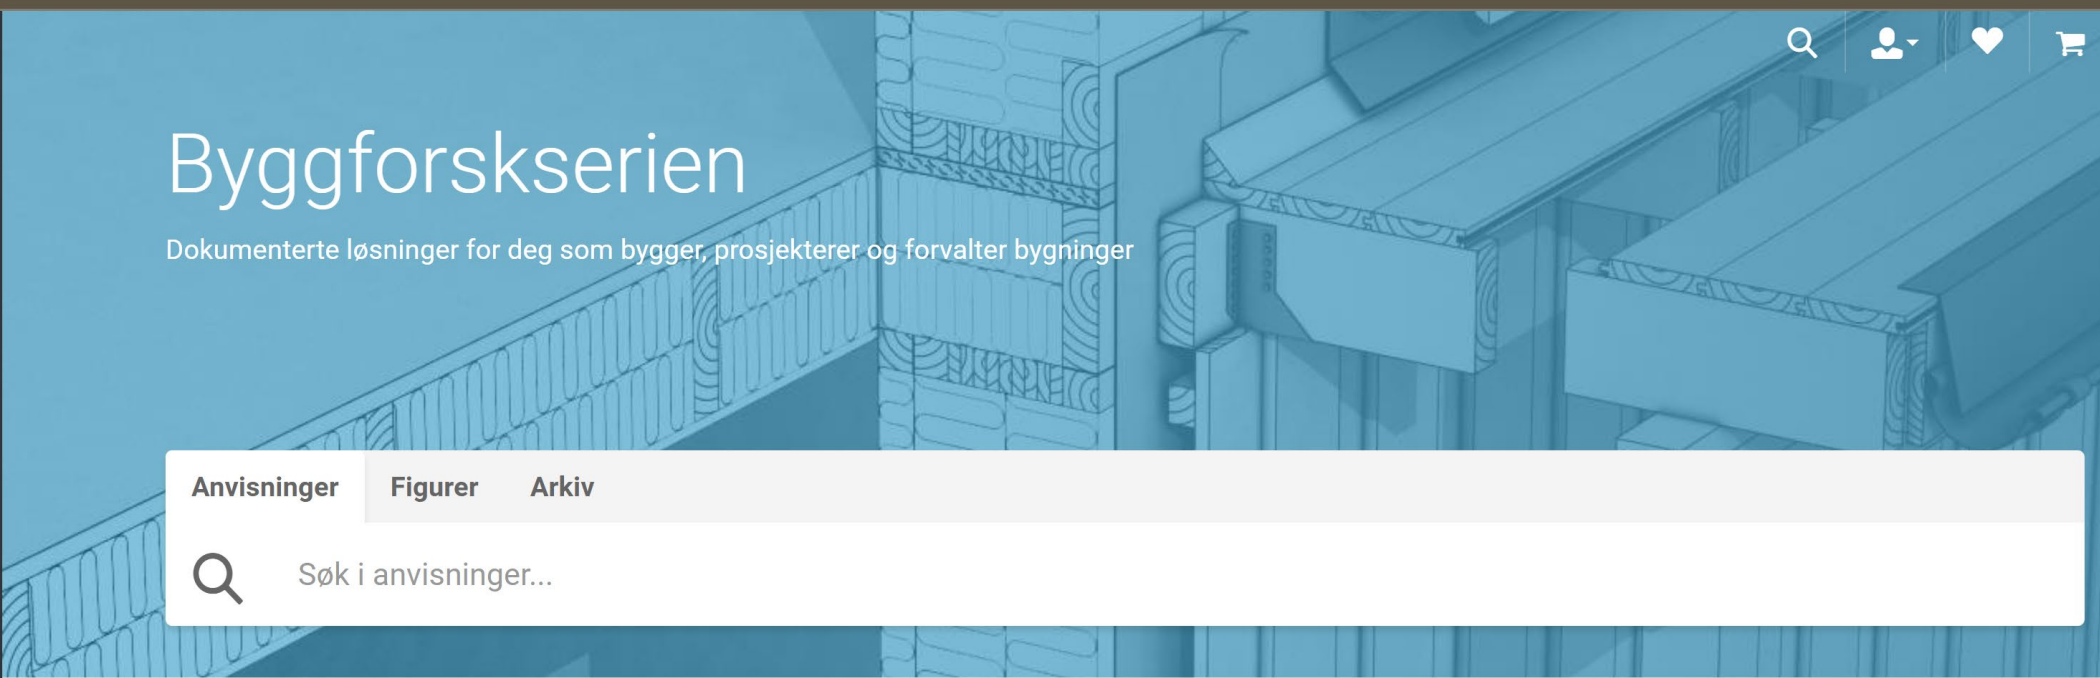 Byggforskserien
Dokumenterte løsninger for deg som bygger, prosjekterer og forvalter bygninger
Anvisninger Figurer Arkiv
Søk i anvisninger...